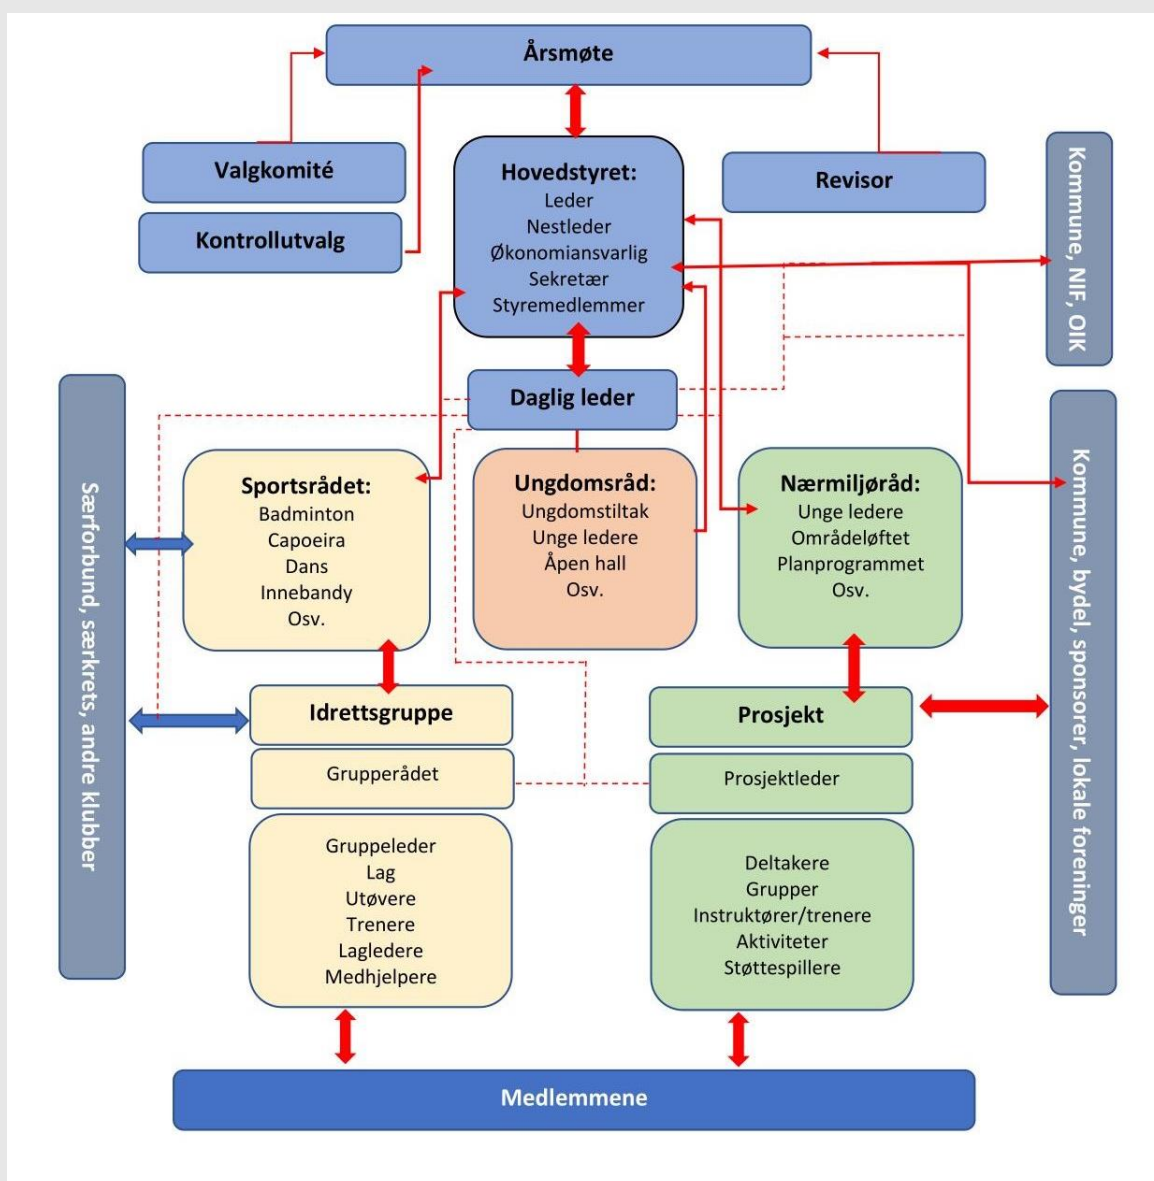 Årsmøte
Valgkomité
Kontrollutvalg
Hovedstyret:
Leder
Nestleder
Økonomiansvarlig
Sekretær
Styremedlemmer
Revisor
Kommune, NIF, OIK
Daglig leder
Særforbund, særkrets, andre klubber
Sportsrådet:
Badminton
Capoeira
Dans
Innebandy
Osv.
Ungdomsråd:
Ungdomstiltak
Unge ledere
Åpen hall
Osv.
Nærmiljøråd:
Unge ledere
Områdeløftet
Planprogrammet
Osv.
Kommune, bydel, sponsorer, lokale foreninger
Idrettsgruppe
Grupperådet
Gruppeleder
Lag
Utøvere
Trenere
Lagledere
Medhjelpere
Prosjekt
Prosjektleder
Deltakere
Grupper
Instruktører/trenere
Aktiviteter
Støttespillere
Medlemmene